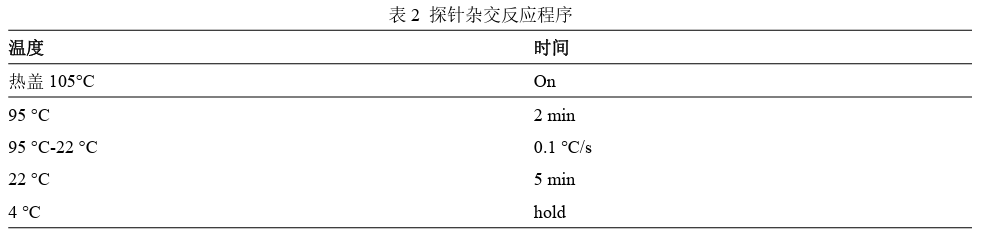 表 2 探针杂交反应程序
温度 时间
热盖 105°C On
95 °C 2 min
95 °C-22 °C 0.1 °C/s
22 °C 5 min
4 °C hold